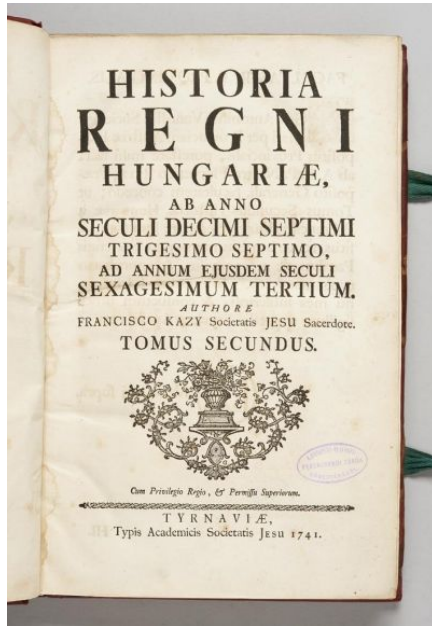 HISTORIA
REGNI
HUNGARIÆ,
AB ANNO
SECULI DECIMI SEPTIMI
TRIGESIMO SEPTIMO,
AD ANNUM EJUSDEM SECULI
SEXAGESIMUM TERTIUM.
AUTHORE
FRANCISCO KAZY Societatis JESU Sacerdote.
TOMUS SECUNDUS.
Cum Privilegio Regio, & Permissu Superiorum.
TYRNAVIÆ,
Typis Academicis Societatis JESU 1741.